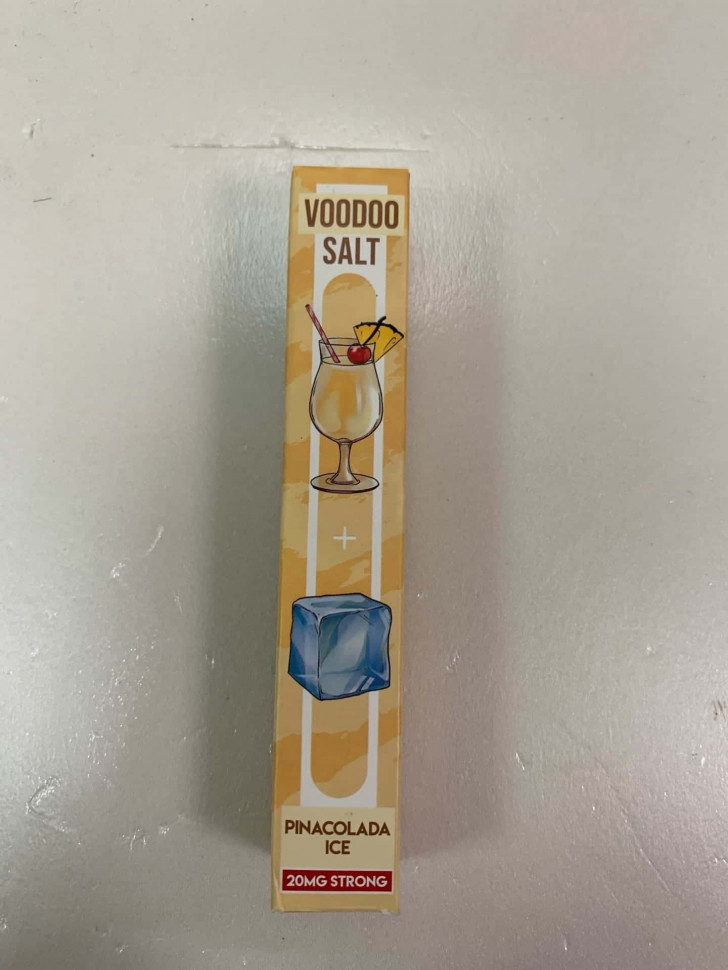 VOODOO
SALT
+
PINACOLADA
ICE
20MG STRONG